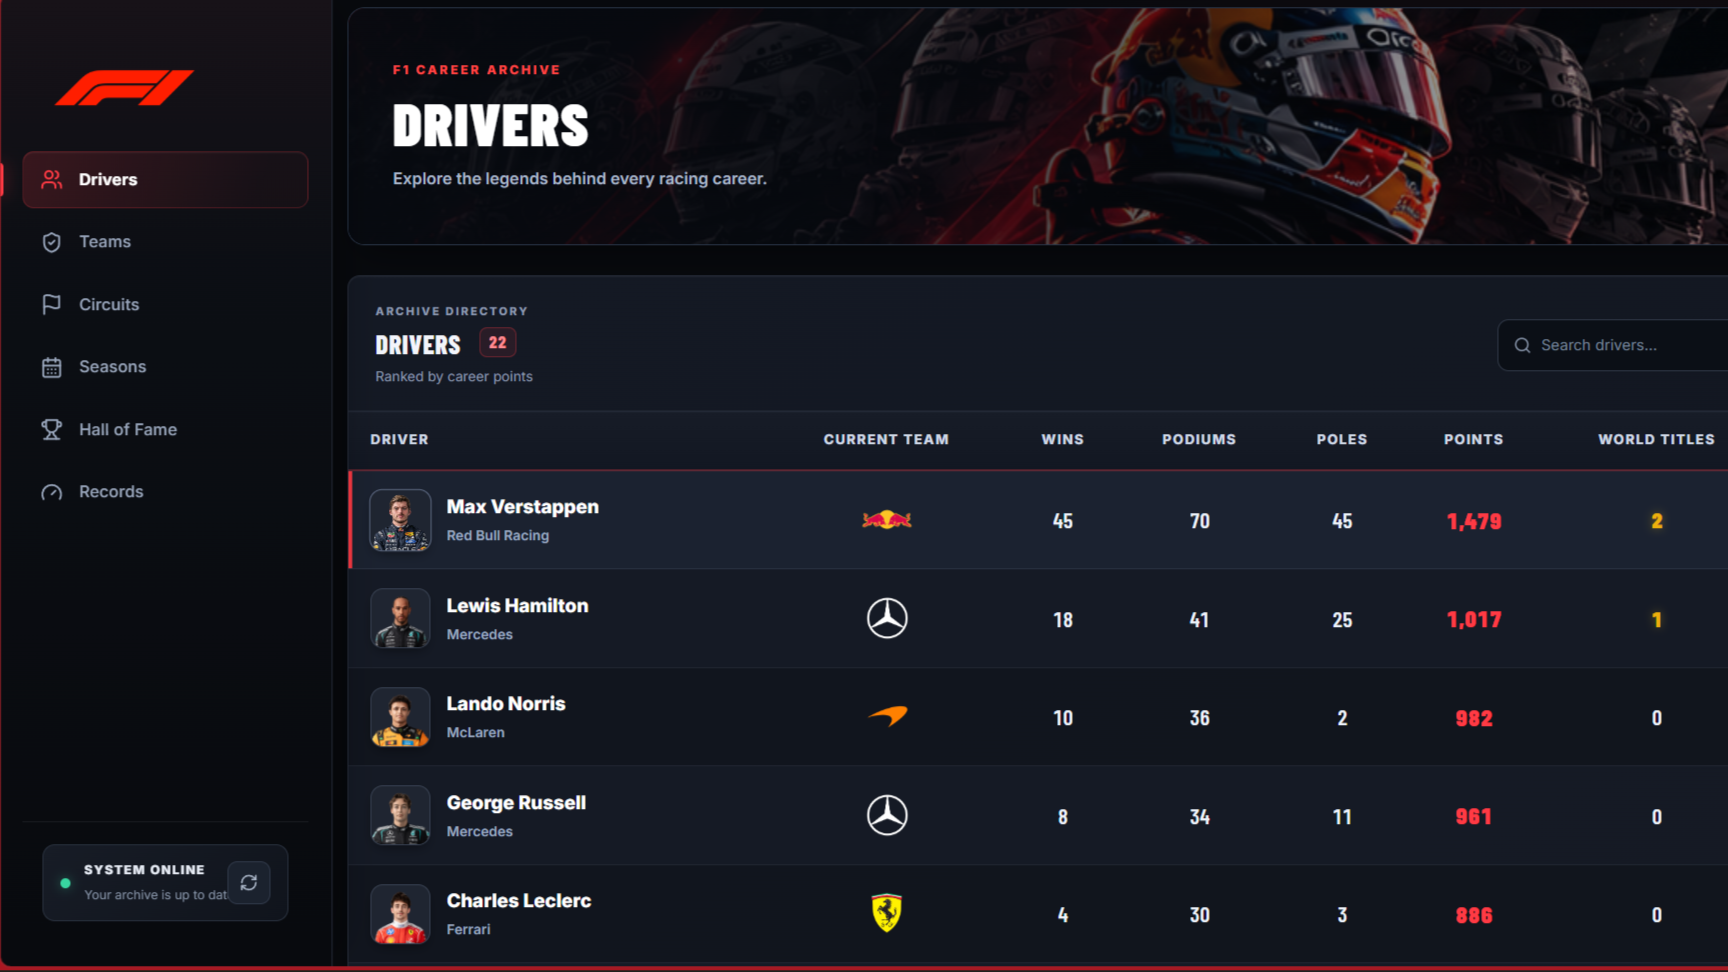 F1 CAREER ARCHIVE
DRIVERS
Explore the legends behind every racing career.
Drivers
Teams
Circuits
Seasons
Hall of Fame
Records
SYSTEM ONLINE
Your archive is up to dat
ARCHIVE DIRECTORY
DRIVERS 22
Ranked by career points
Search drivers...
DRIVER CURRENT TEAM WINS PODIUMS POLES POINTS WORLD TITLES
Max Verstappen
Red Bull Racing
45 70 45 1,479 2
Lewis Hamilton
Mercedes
18 41 25 1,017 1
Lando Norris
McLaren
10 36 2 982 0
George Russell
Mercedes
8 34 11 961 0
Charles Leclerc
Ferrari
4 30 3 886 0